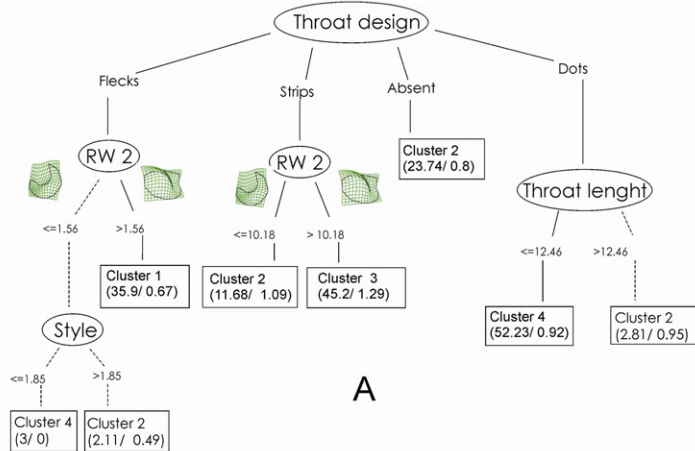 Throat design
Flecks
Strips
Absent
Dots
RW 2
RW 2
Cluster 2
(23.74/ 0.8)
Throat lenght
<=1.56
>1.56
<=10.18
> 10.18
<=12.46
>12.46
Cluster 1
(35.9/ 0.67)
Cluster 2
(11.68/ 1.09)
Cluster 3
(45.2/ 1.29)
Cluster 4
(52.23/ 0.92)
Cluster 2
(2.81/ 0.95)
Style
<=1.85
>1.85
A
Cluster 4
(3/ 0)
Cluster 2
(2.11/ 0.49)